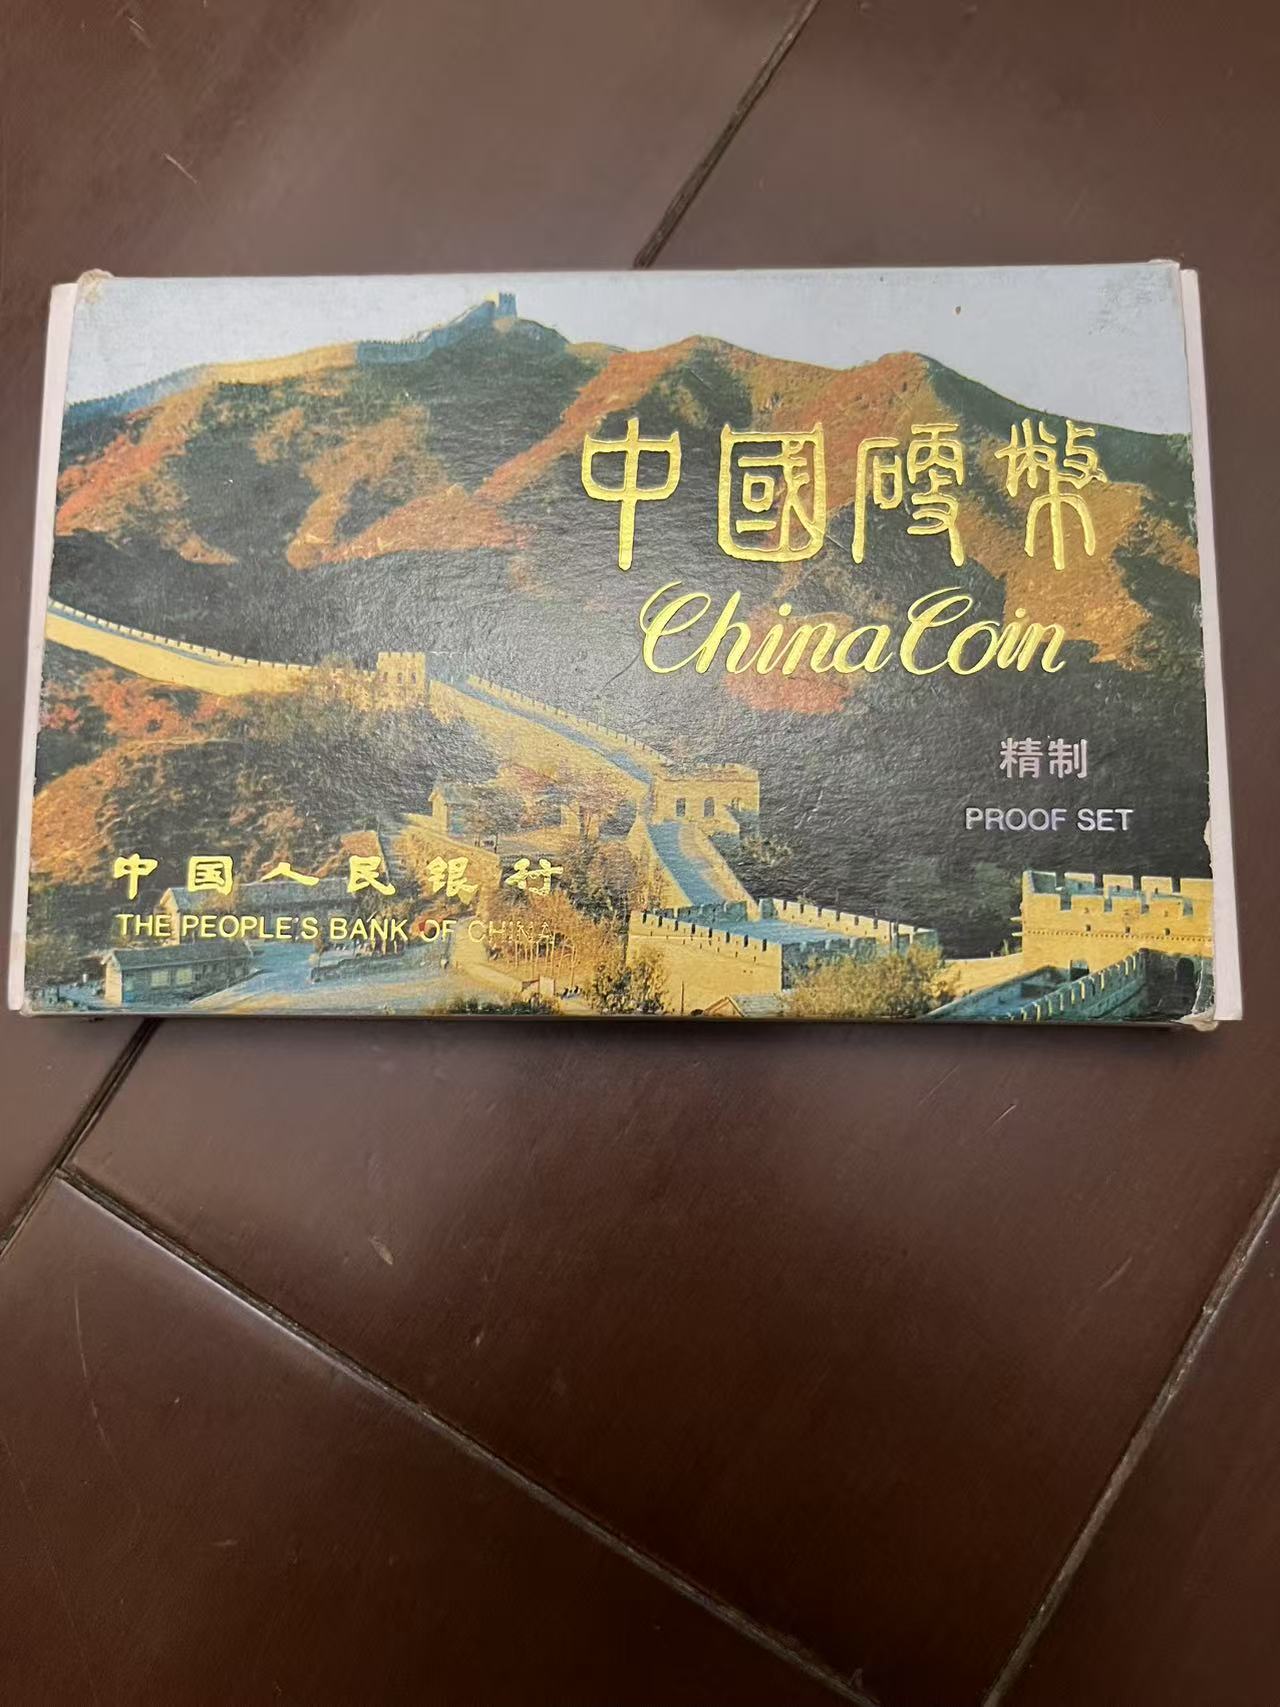 中國硬幣
China Coin
精制
PROOF SET
中国人民银行
THE PEOPLE'S BANK OF CHINA